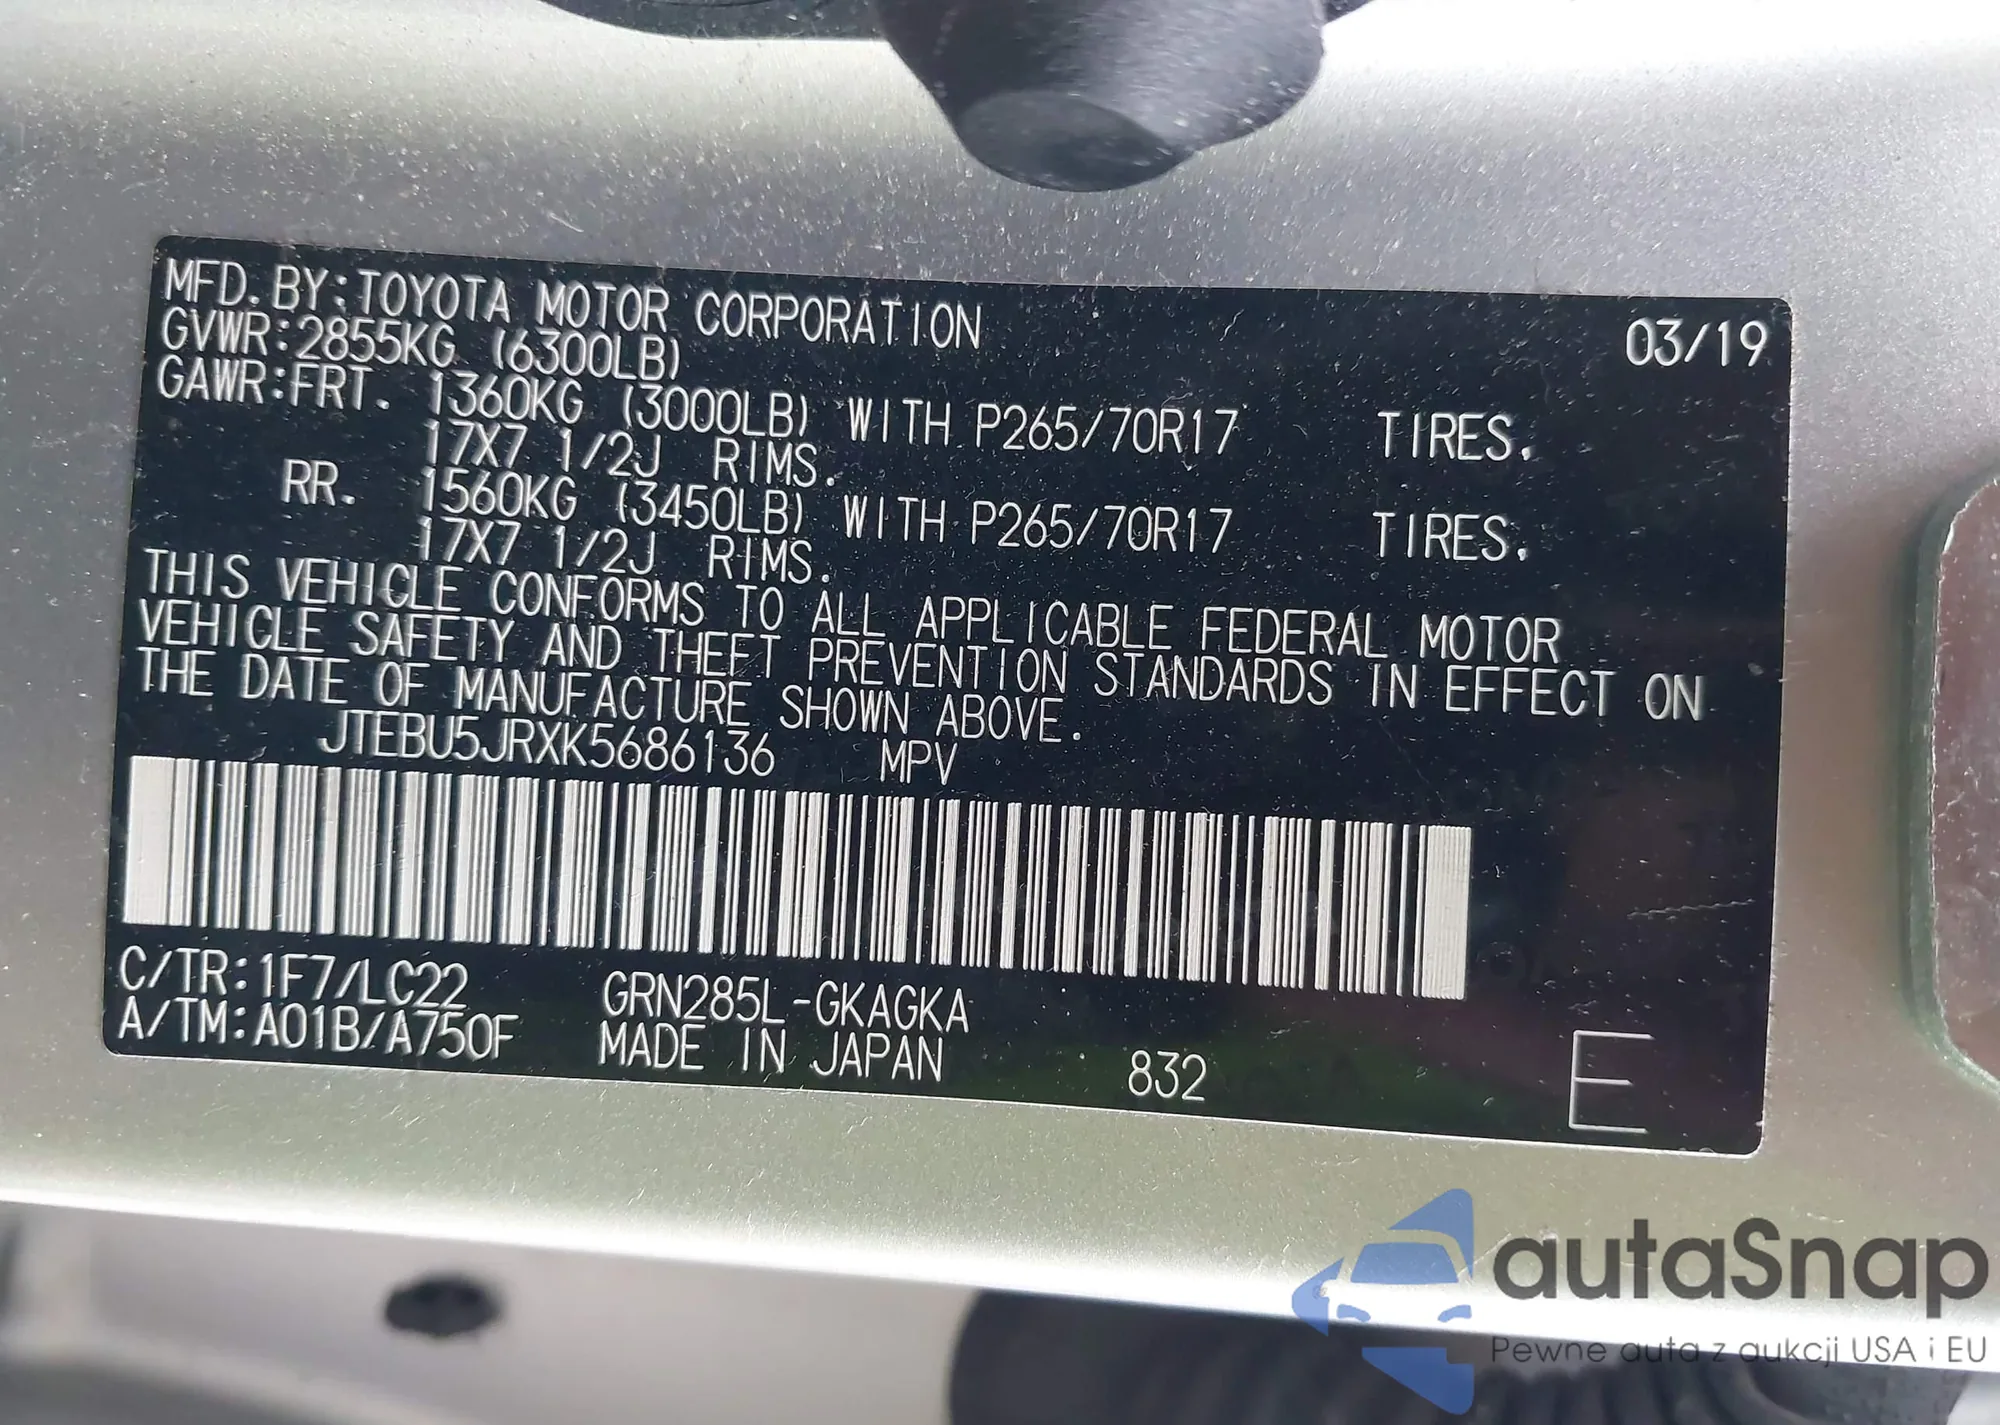 MFD. BY: TOYOTA MOTOR CORPORATION 03/19
GVWR: 2855KG (6300LB)
GAWR: FRT. 1360KG (3000LB) WITH P265/70R17 TIRES.
17X7 1/2J RIMS.
RR. 1560KG (3450LB) WITH P265/70R17 TIRES.
17X7 1/2J RIMS.
THIS VEHICLE CONFORMS TO ALL APPLICABLE FEDERAL MOTOR
VEHICLE SAFETY AND THEFT PREVENTION STANDARDS IN EFFECT ON
THE DATE OF MANUFACTURE SHOWN ABOVE.
JTEBU5JRXK5686136 MPV
C/TR: 1F7/LC22 GRN285L-GKAGKA
A/TM: A01B/A750F MADE IN JAPAN 832 E
autaSnap
Pewne auta z aukcji USA i EU